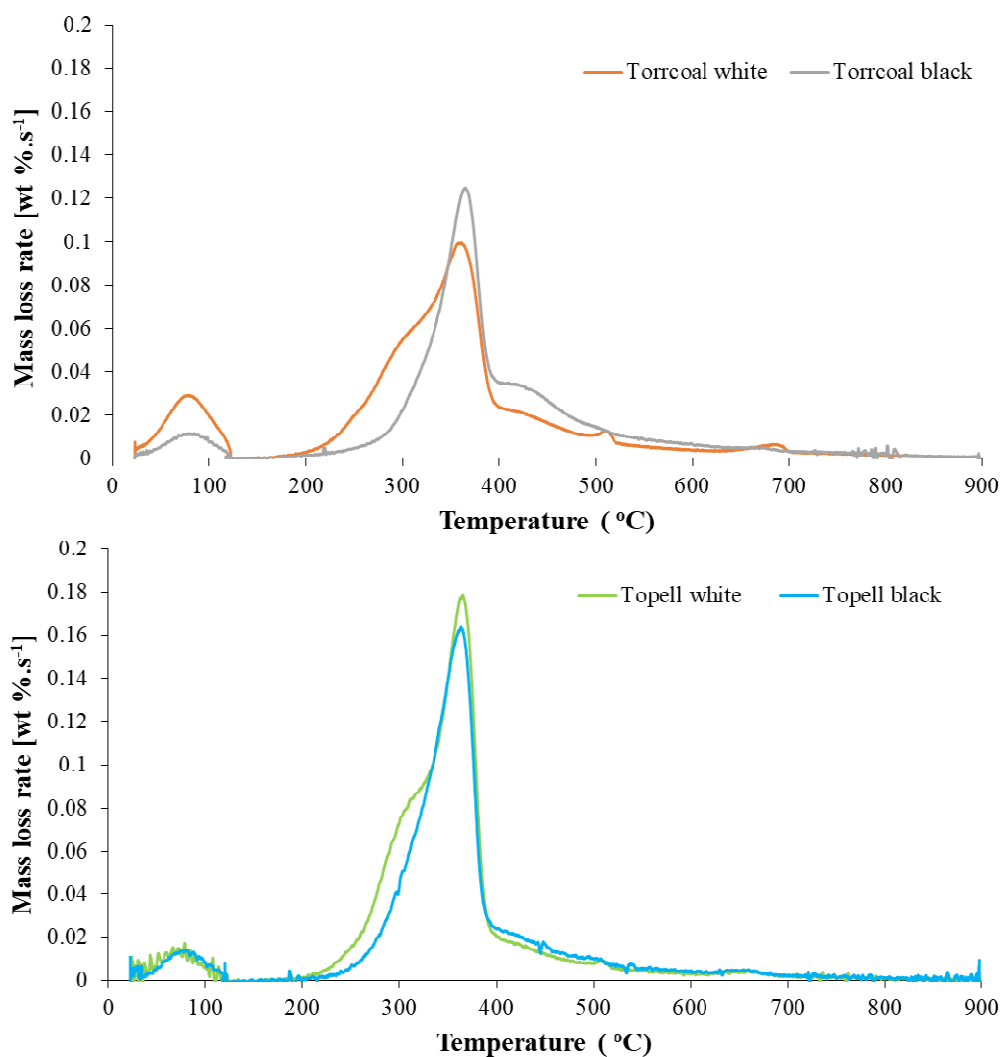 0.2
0.18
0.16
0.14
0.12
0.1
0.08
0.06
0.04
0.02
0
Mass loss rate [wt %.s-1]
Torrcoal white Torrcoal black
0 100 200 300 400 500 600 700 800 900
Temperature ( oC)
0.2
0.18
0.16
0.14
0.12
0.1
0.08
0.06
0.04
0.02
0
Mass loss rate [wt %.s-1]
Topell white Topell black
0 100 200 300 400 500 600 700 800 900
Temperature ( oC)